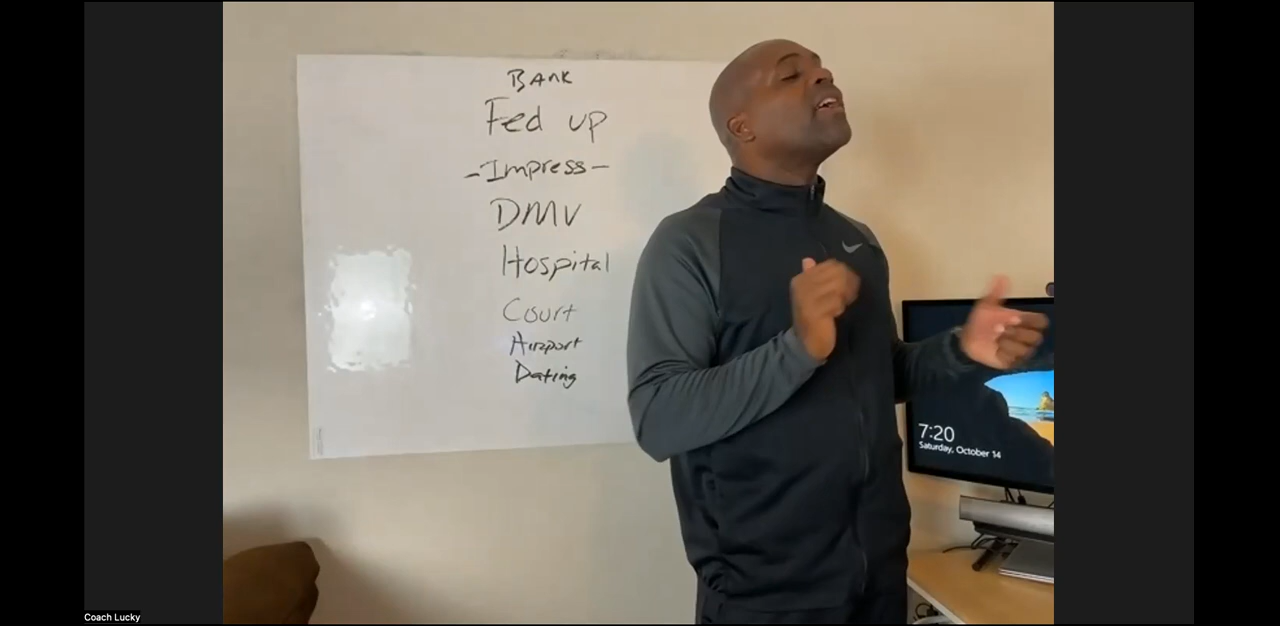 BANK
Fed up
-Impress-
DMV
Hospital
Court
Airport
Dating
7:20
Saturday, October 14
Coach Lucky